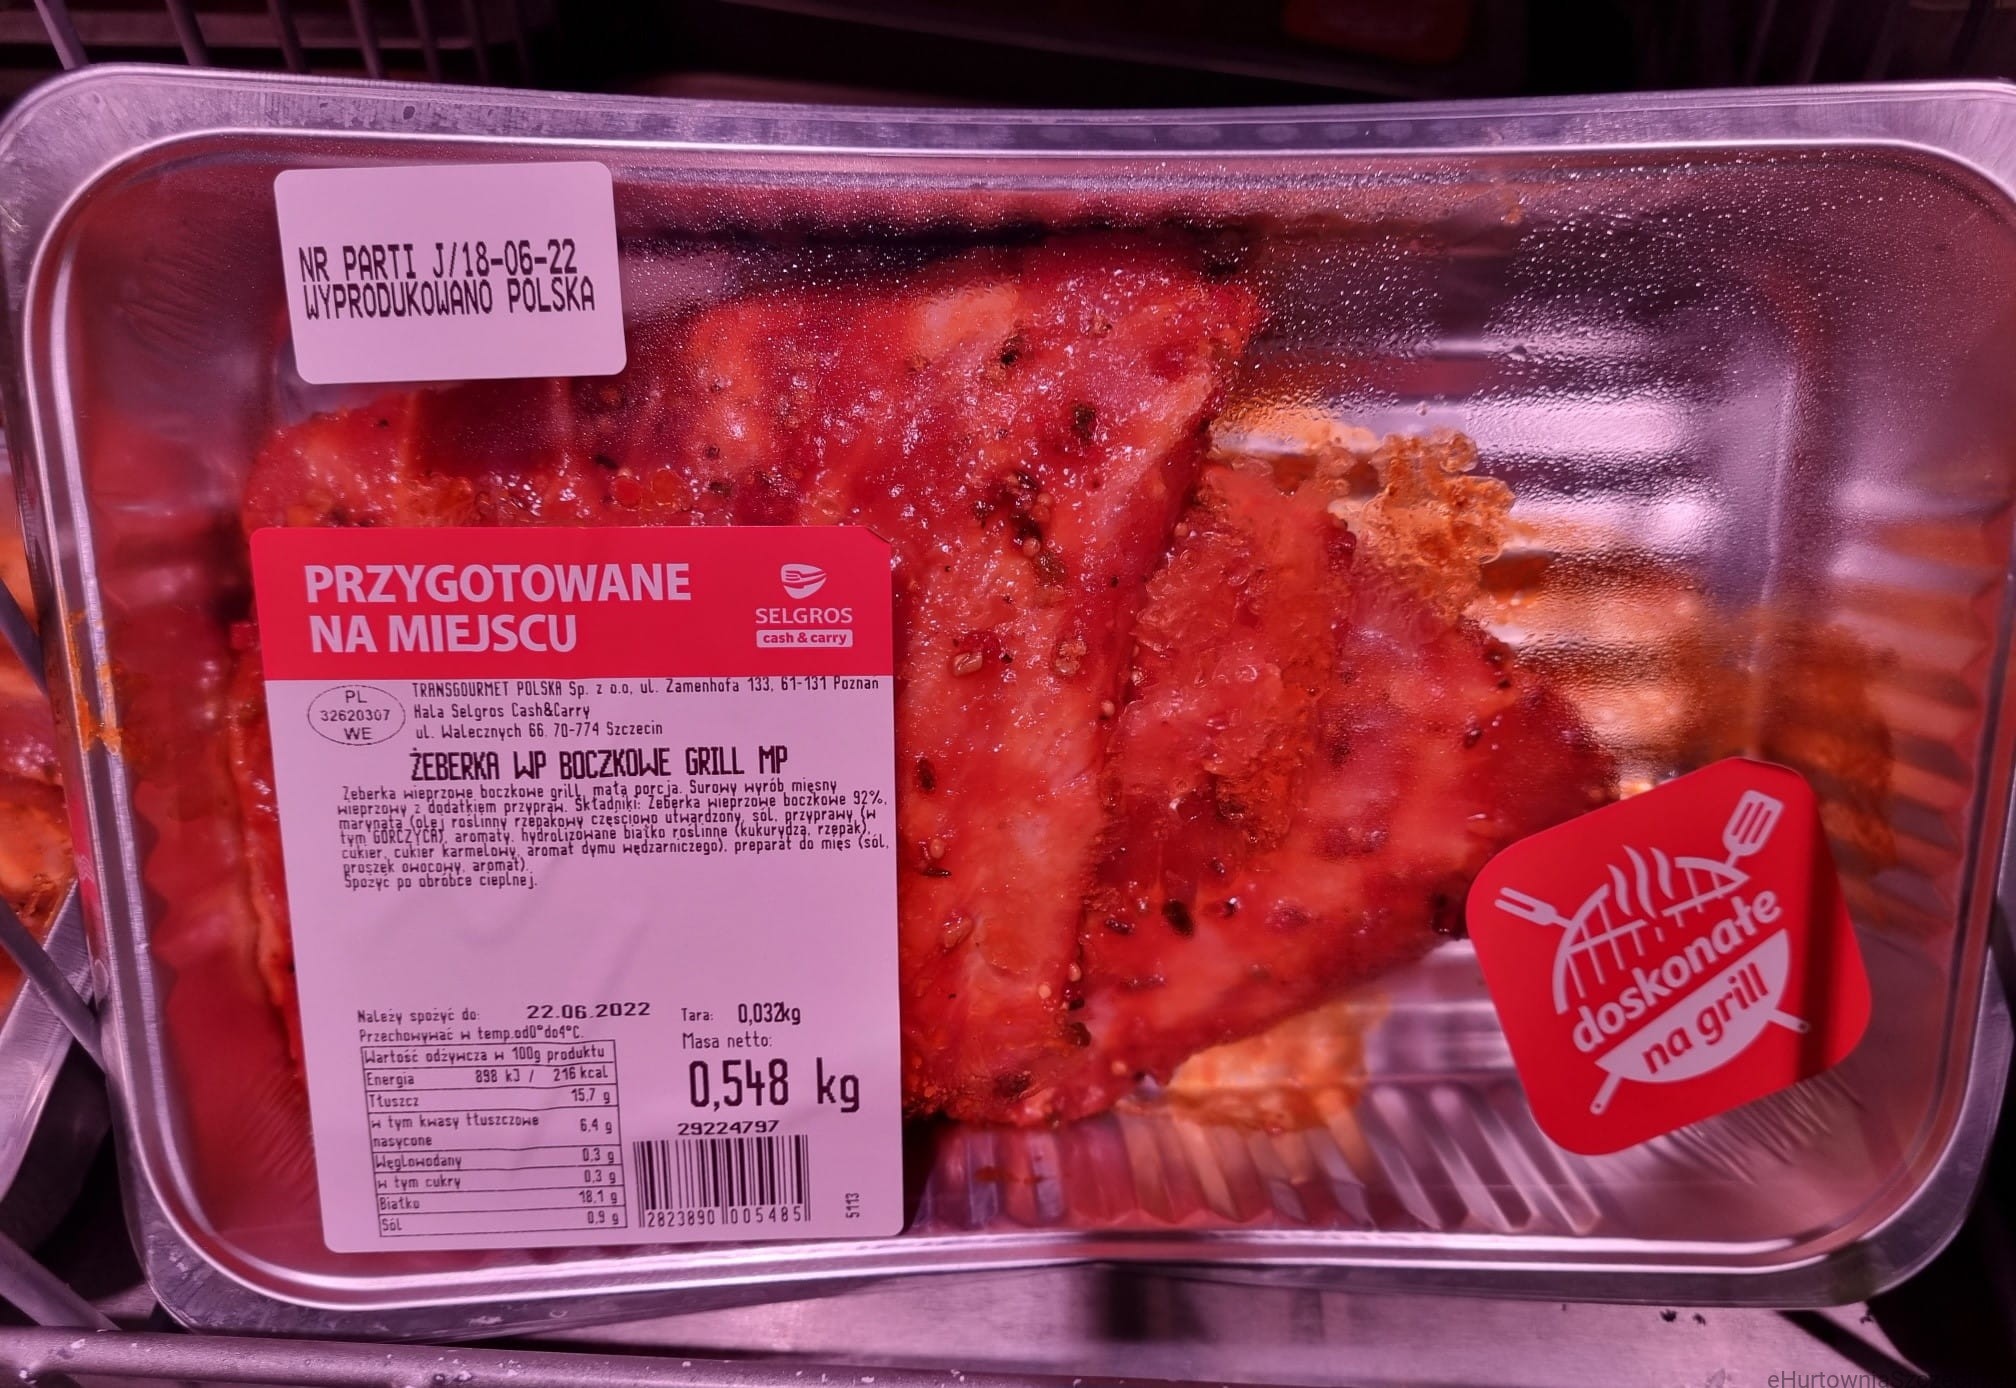 NR PARTI J/18-06-22
WYPRODUKOWANO POLSKA
PRZYGOTOWANE
NA MIEJSCU
SELGROS
cash & carry
PL
32620307
WE
TRANSGOURMET POLSKA Sp. z o.o, ul. Zamenhofa 133, 61-131 Poznań
Hala Selgros Cash&Carry
ul. Walecznych 66, 70-774 Szczecin
ŻEBERKA WP BOCZKOWE GRILL MP
Żeberka wieprzowe boczkowe grill, mała porcja. Surowy wyrób mięsny
wieprzowy z dodatkiem przypraw. Składniki: Żeberka wieprzowe boczkowe 92%,
marynata (olej roślinny rzepakowy częściowo utwardzony, sól, przyprawy (w
tym GORCZYCA), aromaty, hydrolizowane białko roślinne (kukurydza, rzepak),
cukier, cukier karmelowy, aromat dymu wędzarniczego), preparat do mięs (sól,
proszek owocowy, aromat).
Spożyć po obróbce cieplnej.
Należy spożyć do: 22.06.2022
Przechowywać w temp.od0°do4°C.
Tara: 0,032kg
Masa netto:
0,548 kg
Wartość odżywcza w 100g produktu
Energia 898 kJ / 216 kcal
Tłuszcz 15,7 g
w tym kwasy tłuszczowe
nasycone 6,4 g
Węglowodany 0,3 g
w tym cukry 0,3 g
Białko 18,1 g
Sól 0,9 g
29224797
2823890 005485
5113
doskonałe
na grill